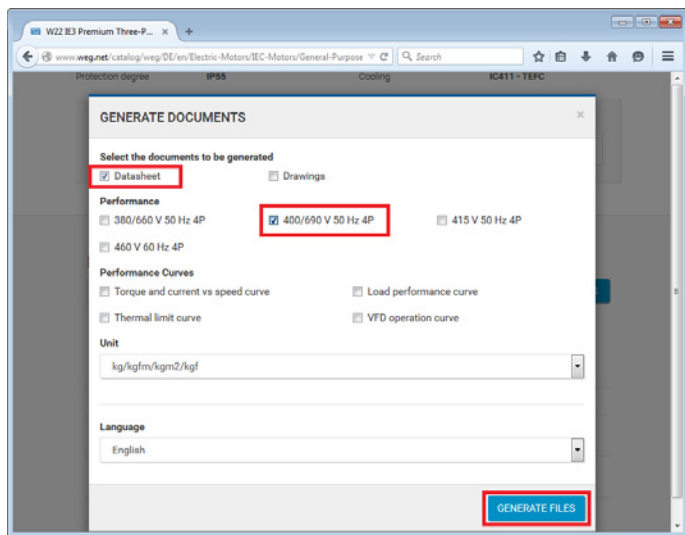 W22 IE3 Premium Three-P...
www.weg.net/catalog/weg/DE/en/Electric-Motors/IEC-Motors/General-Purpose
Search
Protection degree IP55 Cooling IC411 - TEFC
GENERATE DOCUMENTS
Select the documents to be generated
Datasheet Drawings
Performance
380/660 V 50 Hz 4P 400/690 V 50 Hz 4P 415 V 50 Hz 4P
460 V 60 Hz 4P
Performance Curves
Torque and current vs speed curve Load performance curve
Thermal limit curve VFD operation curve
Unit
kg/kgfm/kgm2/kgf
Language
English
GENERATE FILES